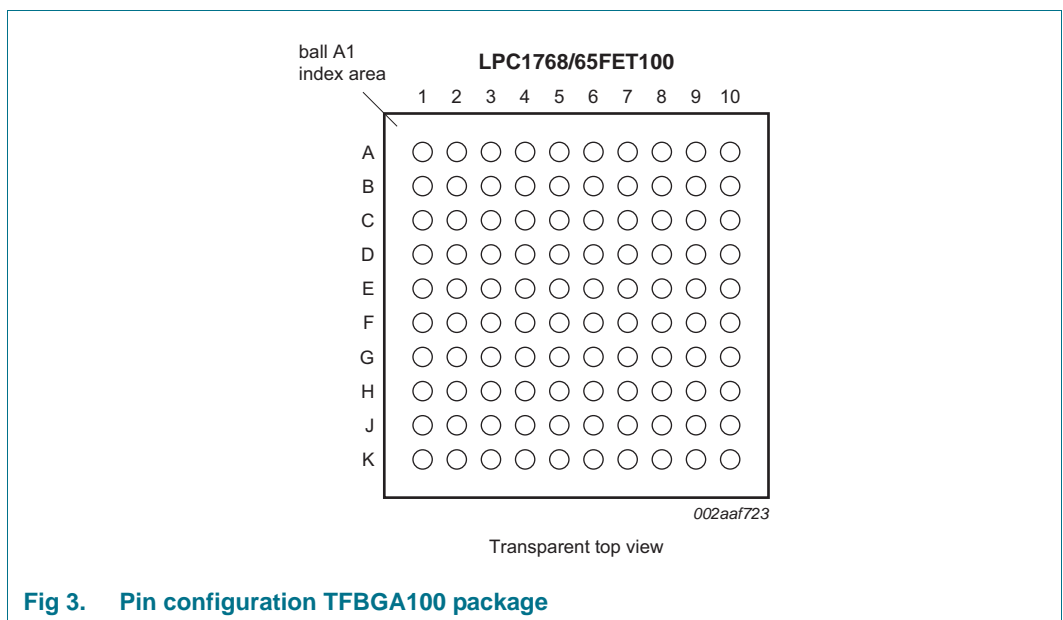 ball A1
index area
LPC1768/65FET100
1 2 3 4 5 6 7 8 9 10
A
B
C
D
E
F
G
H
J
K
002aaf723
Transparent top view
Fig 3. Pin configuration TFBGA100 package